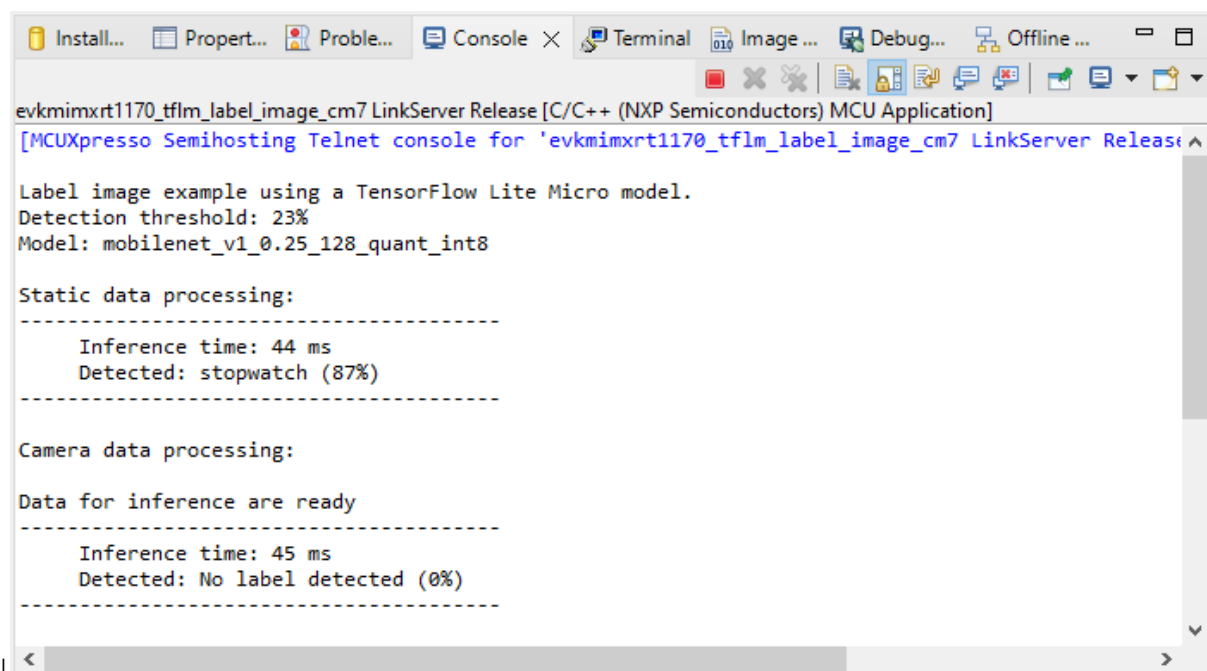 Install... Propert... Proble... Console Terminal Image ... Debug... Offline ...
evkmimxrt1170_tflm_label_image_cm7 LinkServer Release [C/C++ (NXP Semiconductors) MCU Application]
[MCUXpresso Semihosting Telnet console for 'evkmimxrt1170_tflm_label_image_cm7 LinkServer Release
Label image example using a TensorFlow Lite Micro model.
Detection threshold: 23%
Model: mobilenet_v1_0.25_128_quant_int8
Static data processing:
----------------------------------------
Inference time: 44 ms
Detected: stopwatch (87%)
----------------------------------------
Camera data processing:
Data for inference are ready
----------------------------------------
Inference time: 45 ms
Detected: No label detected (0%)
----------------------------------------